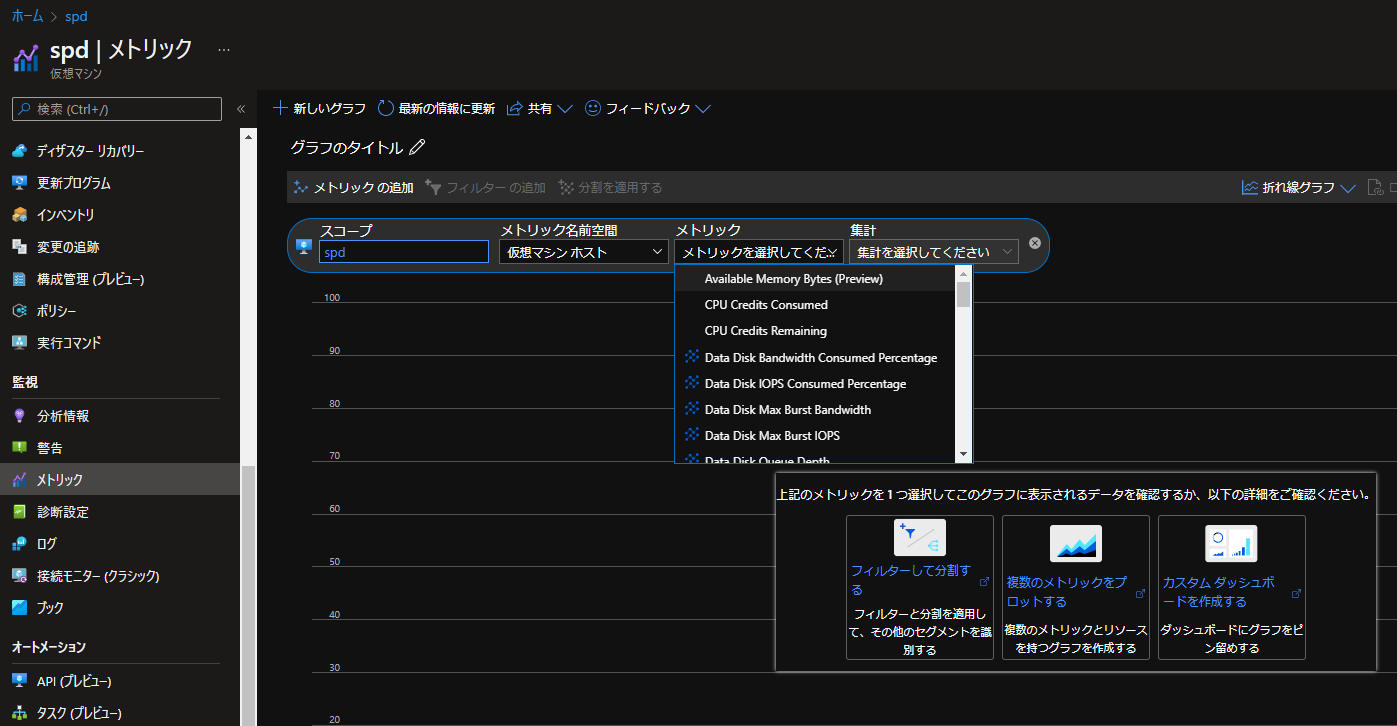 ホーム > spd
spd | メトリック ...
仮想マシン
検索 (Ctrl+/)
«
ディザスター リカバリー
更新プログラム
インベントリ
変更の追跡
構成管理 (プレビュー)
ポリシー
実行コマンド
監視
分析情報
警告
メトリック
診断設定
ログ
接続モニター (クラシック)
ブック
オートメーション
API (プレビュー)
タスク (プレビュー)
新しいグラフ 最新の情報に更新 共有 フィードバック
グラフのタイトル
メトリック の追加 フィルター の追加 分割を適用する 折れ線グラフ
スコープ メトリック名前空間 メトリック 集計
spd 仮想マシン ホスト メトリックを選択してくだ... 集計を選択してください
Available Memory Bytes (Preview)
CPU Credits Consumed
CPU Credits Remaining
Data Disk Bandwidth Consumed Percentage
Data Disk IOPS Consumed Percentage
Data Disk Max Burst Bandwidth
Data Disk Max Burst IOPS
Data Disk Queue Depth
100
90
80
70
60
50
40
30
20
上記のメトリックを 1 つ選択してこのグラフに表示されるデータを確認するか、以下の詳細をご確認ください。
フィルターして分割す
る
フィルターと分割を適用し
て、その他のセグメントを識
別する
複数のメトリックをプ
ロットする
複数のメトリックとリソース
を持つグラフを作成する
カスタム ダッシュボ
ードを作成する
ダッシュボードにグラフをピ
ン留めする